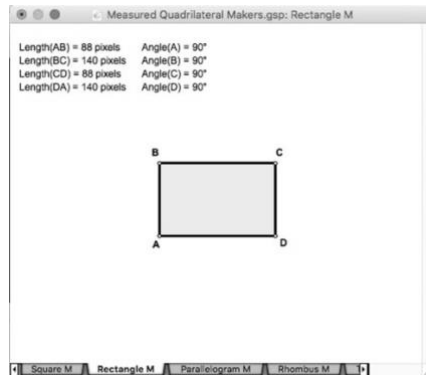 Measured Quadrilateral Makers.gsp: Rectangle M
Length(AB) = 88 pixels Angle(A) = 90°
Length(BC) = 140 pixels Angle(B) = 90°
Length(CD) = 88 pixels Angle(C) = 90°
Length(DA) = 140 pixels Angle(D) = 90°
B C
A D
Square M Rectangle M Parallelogram M Rhombus M